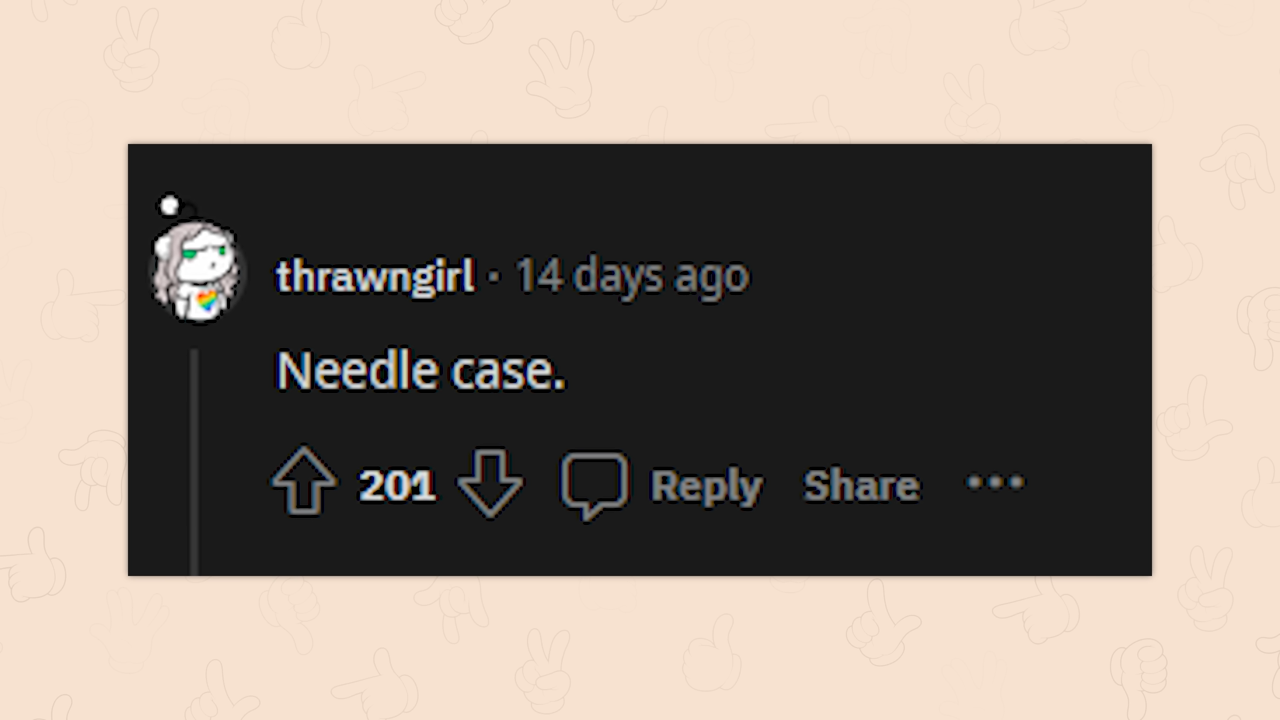 thrawngirl · 14 days ago
Needle case.
201 Reply Share ...